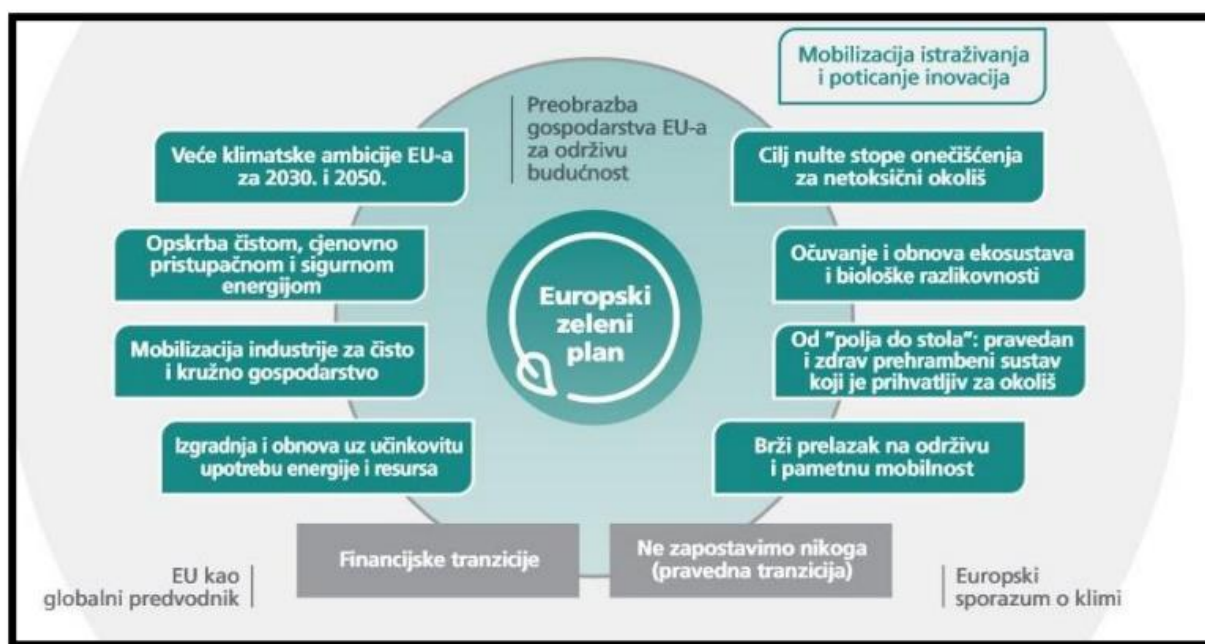 Mobilizacija istraživanja
i poticanje inovacija
Preobrazba
gospodarstva EU-a
za održivu
budućnost
Veće klimatske ambicije EU-a
za 2030. i 2050.
Cilj nulte stope onečišćenja
za netoksični okoliš
Opskrba čistom, cjenovno
pristupačnom i sigurnom
energijom
Očuvanje i obnova ekosustava
i biološke razlikovnosti
Europski
zeleni
plan
Mobilizacija industrije za čisto
i kružno gospodarstvo
Od "polja do stola": pravedan
i zdrav prehrambeni sustav
koji je prihvatljiv za okoliš
Izgradnja i obnova uz učinkovitu
upotrebu energije i resursa
Brži prelazak na održivu
i pametnu mobilnost
Financijske tranzicije
Ne zapostavimo nikoga
(pravedna tranzicija)
EU kao
globalni predvodnik
Europski
sporazum o klimi